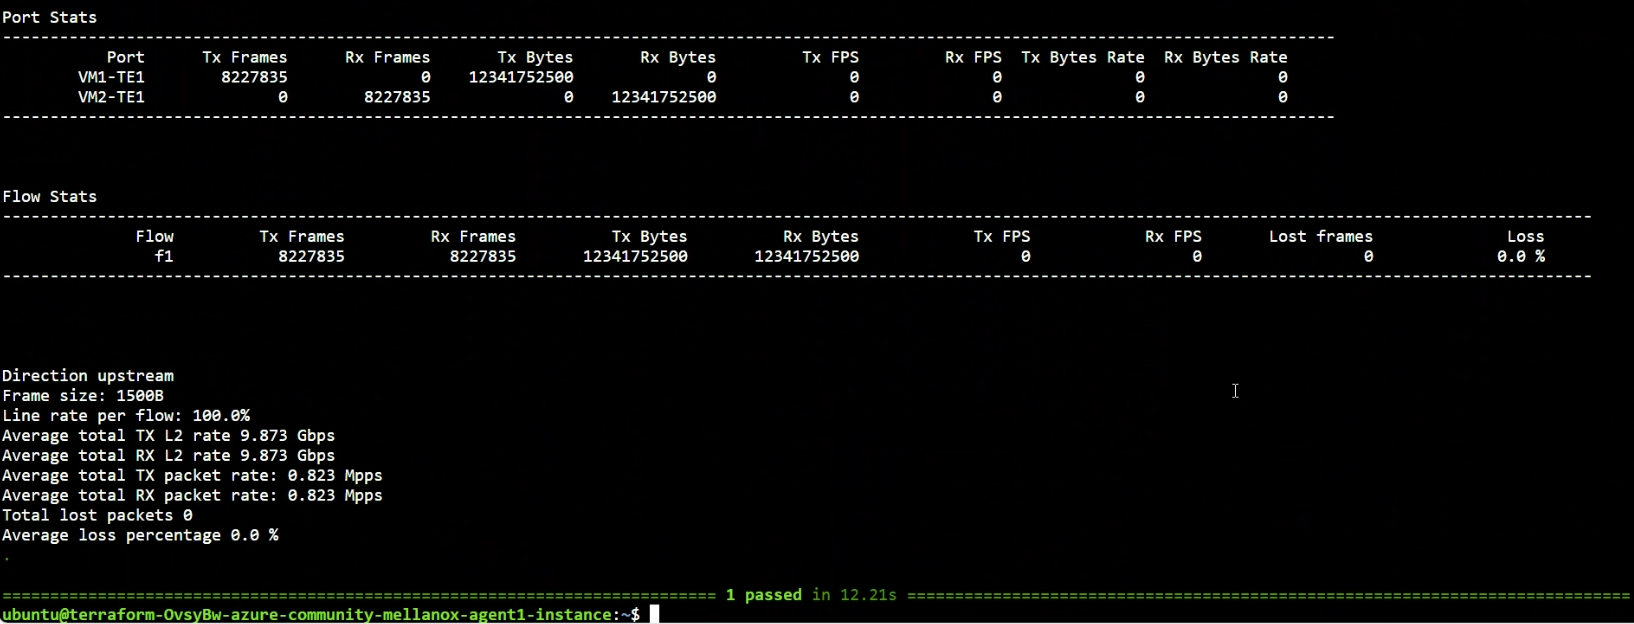 Port Stats
----------------------------------------------------------------------------------------------------------------------------------------------
Port Tx Frames Rx Frames Tx Bytes Rx Bytes Tx FPS Rx FPS Tx Bytes Rate Rx Bytes Rate
VM1-TE1 8227835 0 12341752500 0 0 0 0 0
VM2-TE1 0 8227835 0 12341752500 0 0 0 0
----------------------------------------------------------------------------------------------------------------------------------------------
Flow Stats
-----------------------------------------------------------------------------------------------------------------------------------------------------------------------
Flow Tx Frames Rx Frames Tx Bytes Rx Bytes Tx FPS Rx FPS Lost frames Loss
f1 8227835 8227835 12341752500 12341752500 0 0 0 0.0 %
-----------------------------------------------------------------------------------------------------------------------------------------------------------------------
Direction upstream
Frame size: 1500B
Line rate per flow: 100.0%
Average total TX L2 rate 9.873 Gbps
Average total RX L2 rate 9.873 Gbps
Average total TX packet rate: 0.823 Mpps
Average total RX packet rate: 0.823 Mpps
Total lost packets 0
Average loss percentage 0.0 %
.
=========================================================================== 1 passed in 12.21s ============================================================================
ubuntu@terraform-OvsyBw-azure-community-mellanox-agent1-instance:~$